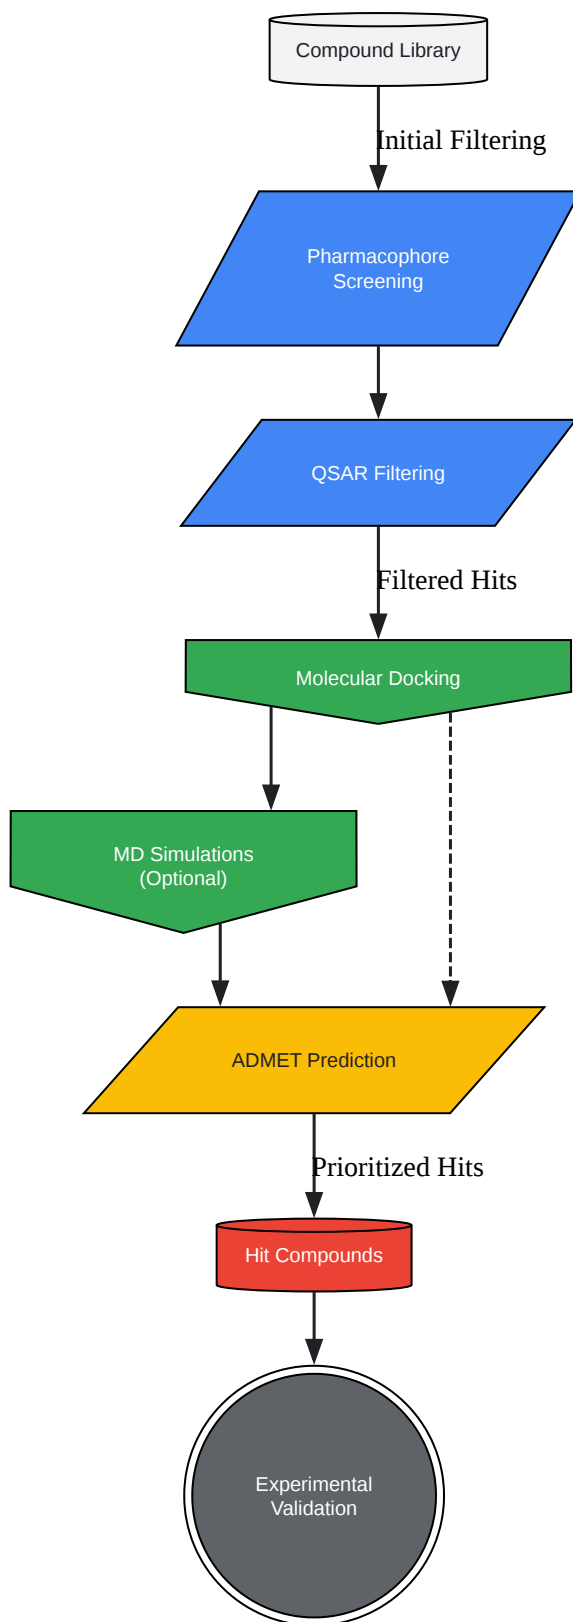 Compound Library
Initial Filtering
Pharmacophore
Screening
QSAR Filtering
Filtered Hits
Molecular Docking
MD Simulations
(Optional)
ADMET Prediction
Prioritized Hits
Hit Compounds
Experimental
Validation